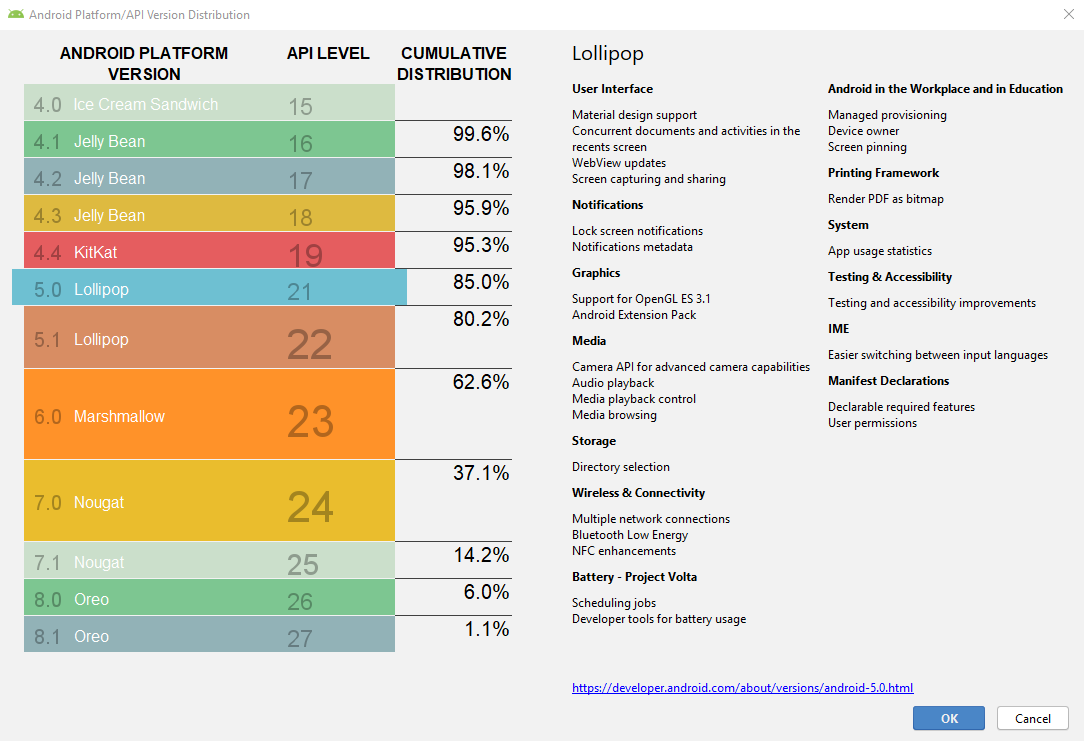 Android Platform/API Version Distribution
ANDROID PLATFORM VERSION
API LEVEL
CUMULATIVE DISTRIBUTION
4.0 Ice Cream Sandwich 15
99.6%
4.1 Jelly Bean 16
98.1%
4.2 Jelly Bean 17
95.9%
4.3 Jelly Bean 18
95.3%
4.4 KitKat 19
85.0%
5.0 Lollipop 21
80.2%
5.1 Lollipop 22
62.6%
6.0 Marshmallow 23
37.1%
7.0 Nougat 24
14.2%
7.1 Nougat 25
6.0%
8.0 Oreo 26
1.1%
8.1 Oreo 27
Lollipop
User Interface
Material design support
Concurrent documents and activities in the
recents screen
WebView updates
Screen capturing and sharing
Notifications
Lock screen notifications
Notifications metadata
Graphics
Support for OpenGL ES 3.1
Android Extension Pack
Media
Camera API for advanced camera capabilities
Audio playback
Media playback control
Media browsing
Storage
Directory selection
Wireless & Connectivity
Multiple network connections
Bluetooth Low Energy
NFC enhancements
Battery - Project Volta
Scheduling jobs
Developer tools for battery usage
Android in the Workplace and in Education
Managed provisioning
Device owner
Screen pinning
Printing Framework
Render PDF as bitmap
System
App usage statistics
Testing & Accessibility
Testing and accessibility improvements
IME
Easier switching between input languages
Manifest Declarations
Declarable required features
User permissions
https://developer.android.com/about/versions/android-5.0.html
OK
Cancel